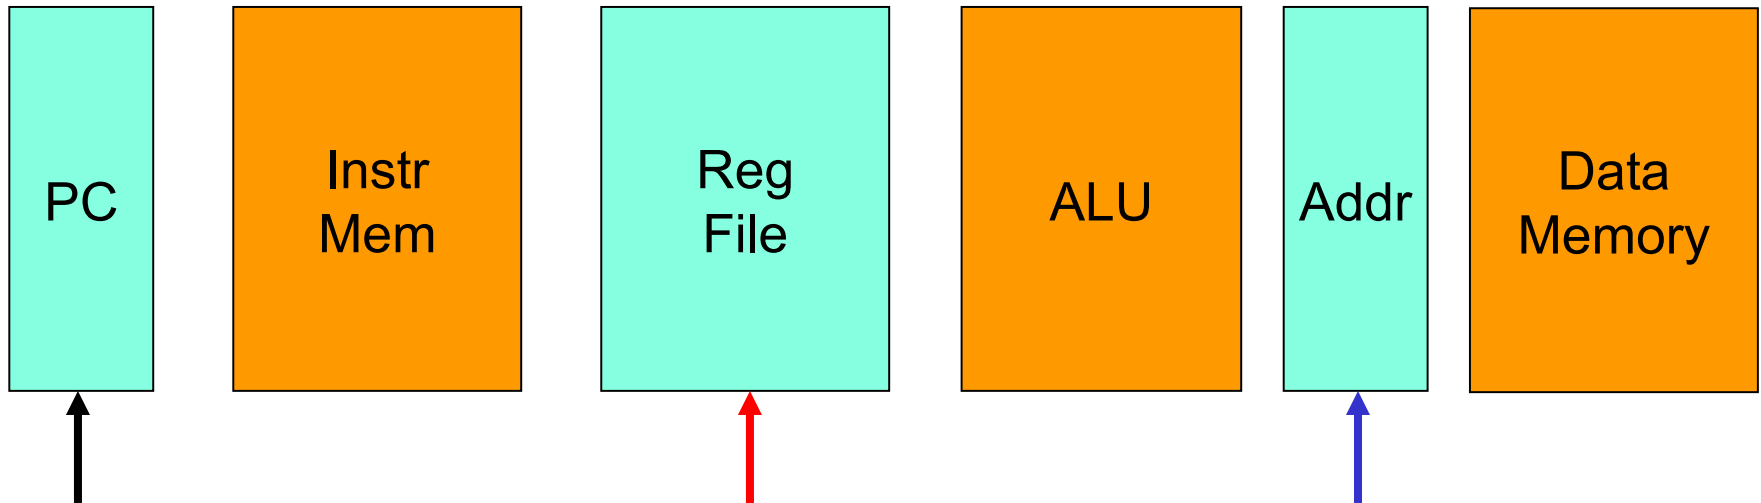 PC
Instr
Mem
Reg
File
ALU
Addr
Data
Memory